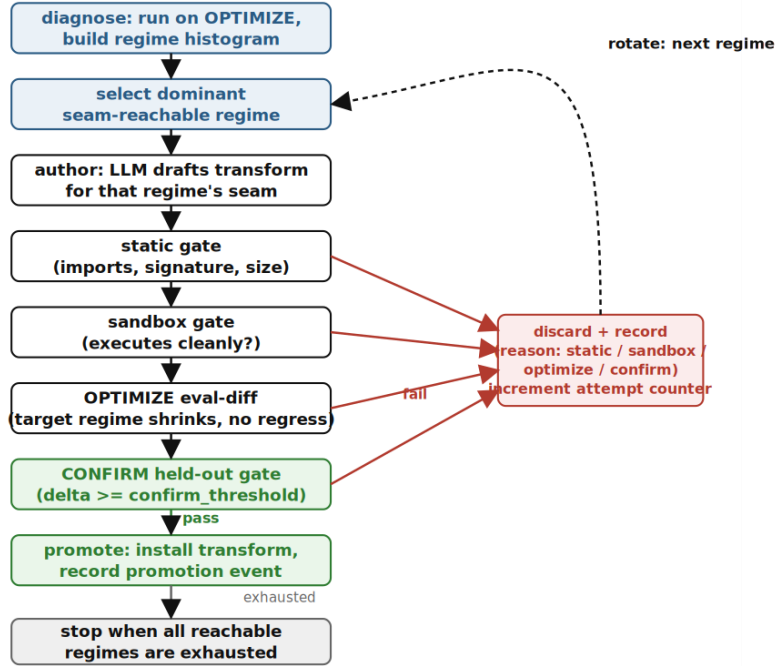 diagnose: run on OPTIMIZE,
build regime histogram
rotate: next regime
select dominant
seam-reachable regime
author: LLM drafts transform
for that regime's seam
static gate
(imports, signature, size)
sandbox gate
(executes cleanly?)
discard + record
(reason: static / sandbox /
optimize / confirm)
increment attempt counter
OPTIMIZE eval-diff
(target regime shrinks, no regress)
fail
CONFIRM held-out gate
(delta >= confirm_threshold)
pass
promote: install transform,
record promotion event
exhausted
stop when all reachable
regimes are exhausted